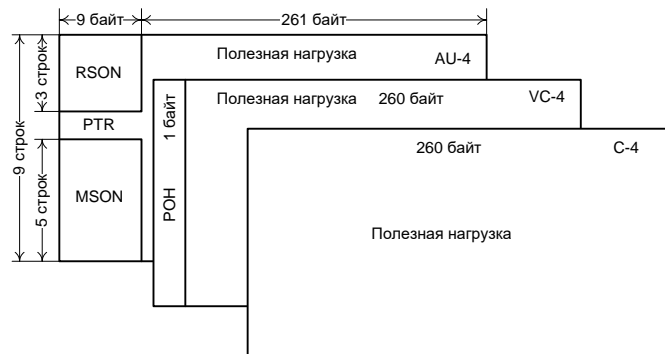 9 байт
261 байт
Полезная нагрузка
AU-4
RSON
3 строк
PTR
9 строк
MSON
5 строк
Полезная нагрузка
260 байт
VC-4
1 байт
POH
260 байт
C-4
Полезная нагрузка